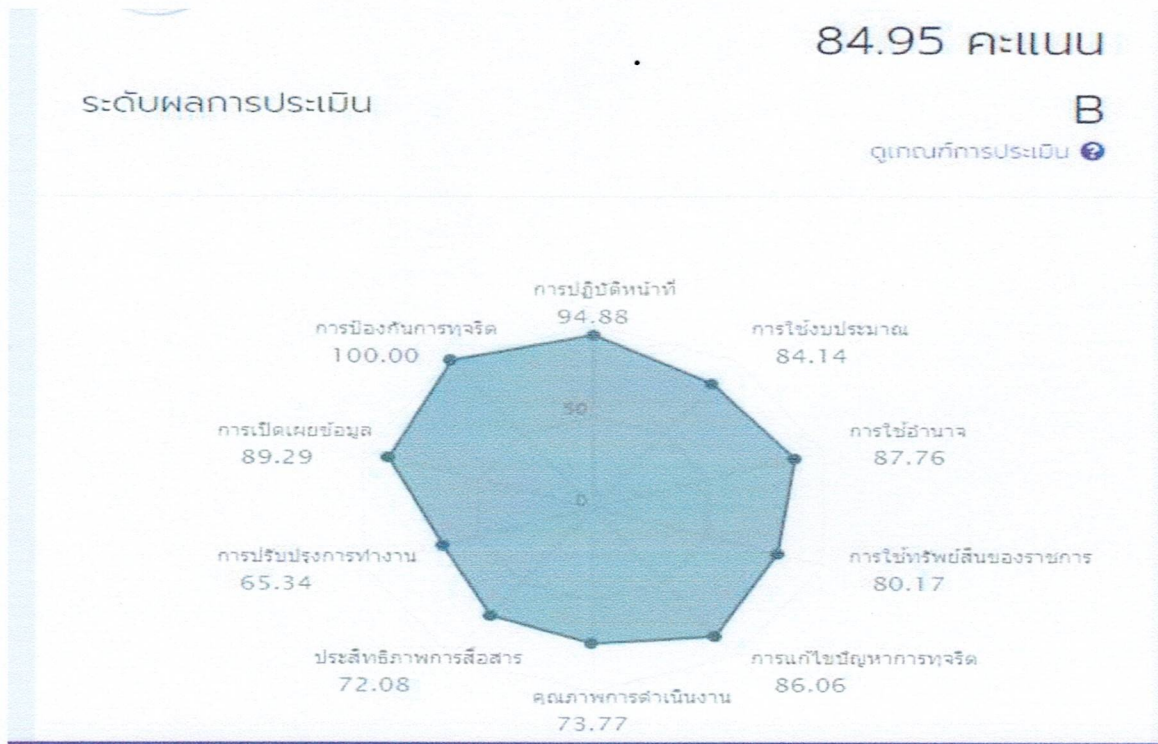 84.95 คะแนน
ระดับผลการประเมิน
B
ดูเกณฑ์การประเมิน
การปฏิบัติหน้าที่
94.88
การป้องกันการทุจริต
100.00
การใช้งบประมาณ
84.14
50
การเปิดเผยข้อมูล
89.29
การใช้อำนาจ
87.76
0
การปรับปรุงการทำงาน
65.34
การใช้ทรัพย์สินของราชการ
80.17
ประสิทธิภาพการสื่อสาร
72.08
การแก้ไขปัญหาการทุจริต
86.06
คุณภาพการดำเนินงาน
73.77